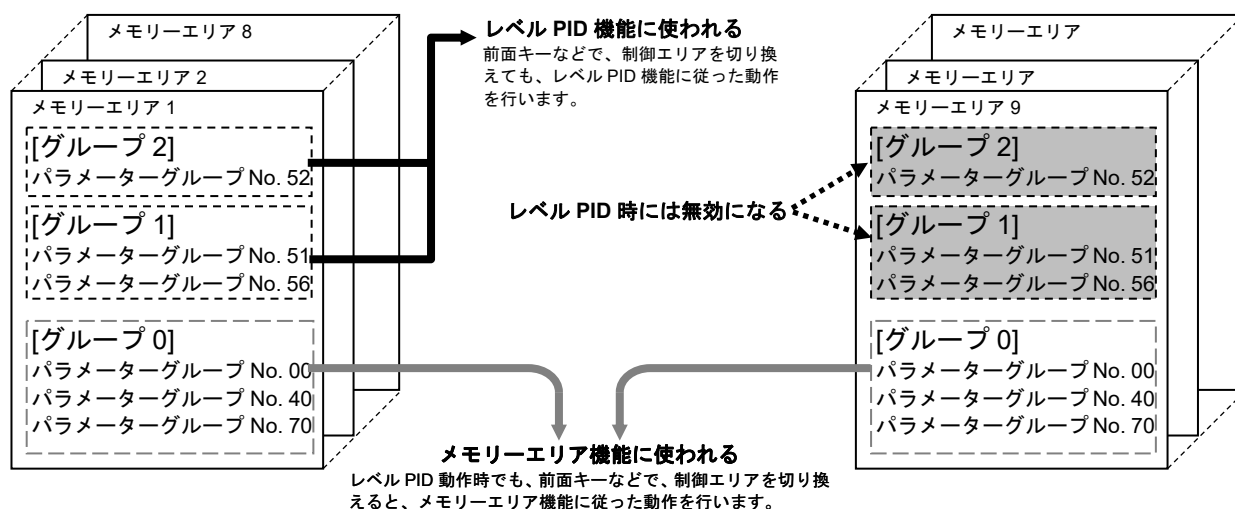 メモリーエリア 8
メモリーエリア 2
メモリーエリア 1
[グループ 2]
パラメーターグループ No. 52
[グループ 1]
パラメーターグループ No. 51
パラメーターグループ No. 56
[グループ 0]
パラメーターグループ No. 00
パラメーターグループ No. 40
パラメーターグループ No. 70
レベル PID 機能に使われる
前面キーなどで、制御エリアを切り換
えても、レベル PID 機能に従った動作
を行います。
レベル PID 時には無効になる
メモリーエリア機能に使われる
レベル PID 動作時でも、前面キーなどで、制御エリアを切り換
えると、メモリーエリア機能に従った動作を行います。
メモリーエリア
メモリーエリア
メモリーエリア 9
[グループ 2]
パラメーターグループ No. 52
[グループ 1]
パラメーターグループ No. 51
パラメーターグループ No. 56
[グループ 0]
パラメーターグループ No. 00
パラメーターグループ No. 40
パラメーターグループ No. 70